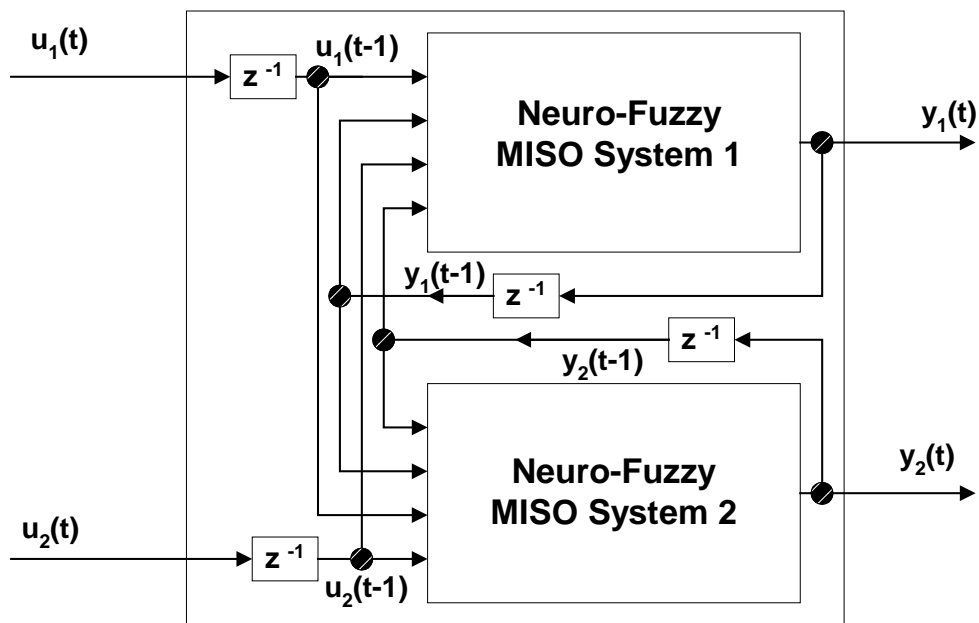 u₁(t)
z⁻¹
u₁(t-1)
Neuro-Fuzzy
MISO System 1
y₁(t)
y₁(t-1)
z⁻¹
z⁻¹
y₂(t-1)
Neuro-Fuzzy
MISO System 2
y₂(t)
u₂(t)
z⁻¹
u₂(t-1)